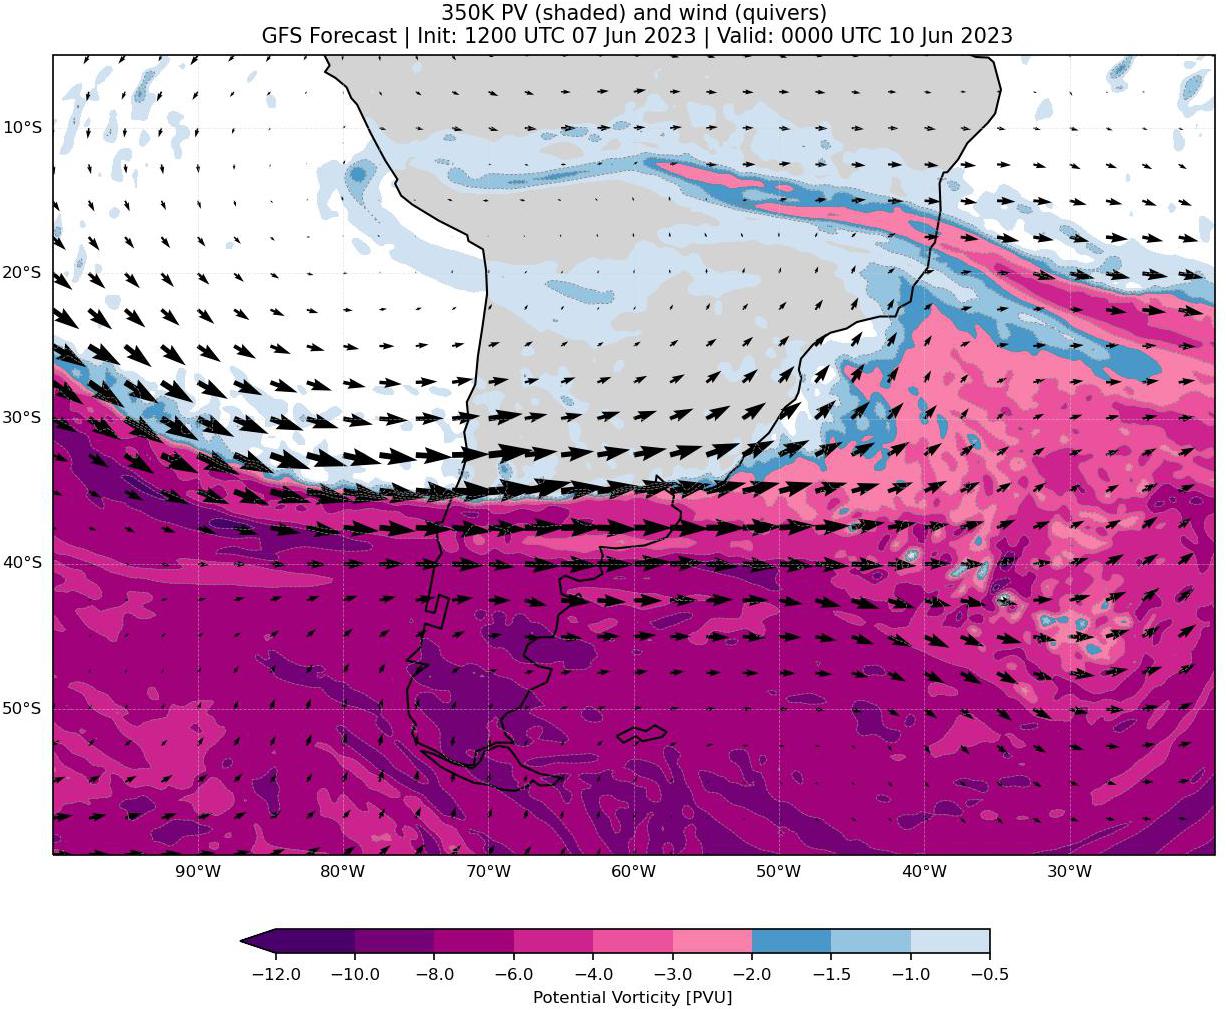 350K PV (shaded) and wind (quivers)
GFS Forecast | Init: 1200 UTC 07 Jun 2023 | Valid: 0000 UTC 10 Jun 2023
10°S
20°S
30°S
40°S
50°S
90°W 80°W 70°W 60°W 50°W 40°W 30°W
−12.0 −10.0 −8.0 −6.0 −4.0 −3.0 −2.0 −1.5 −1.0 −0.5
Potential Vorticity [PVU]